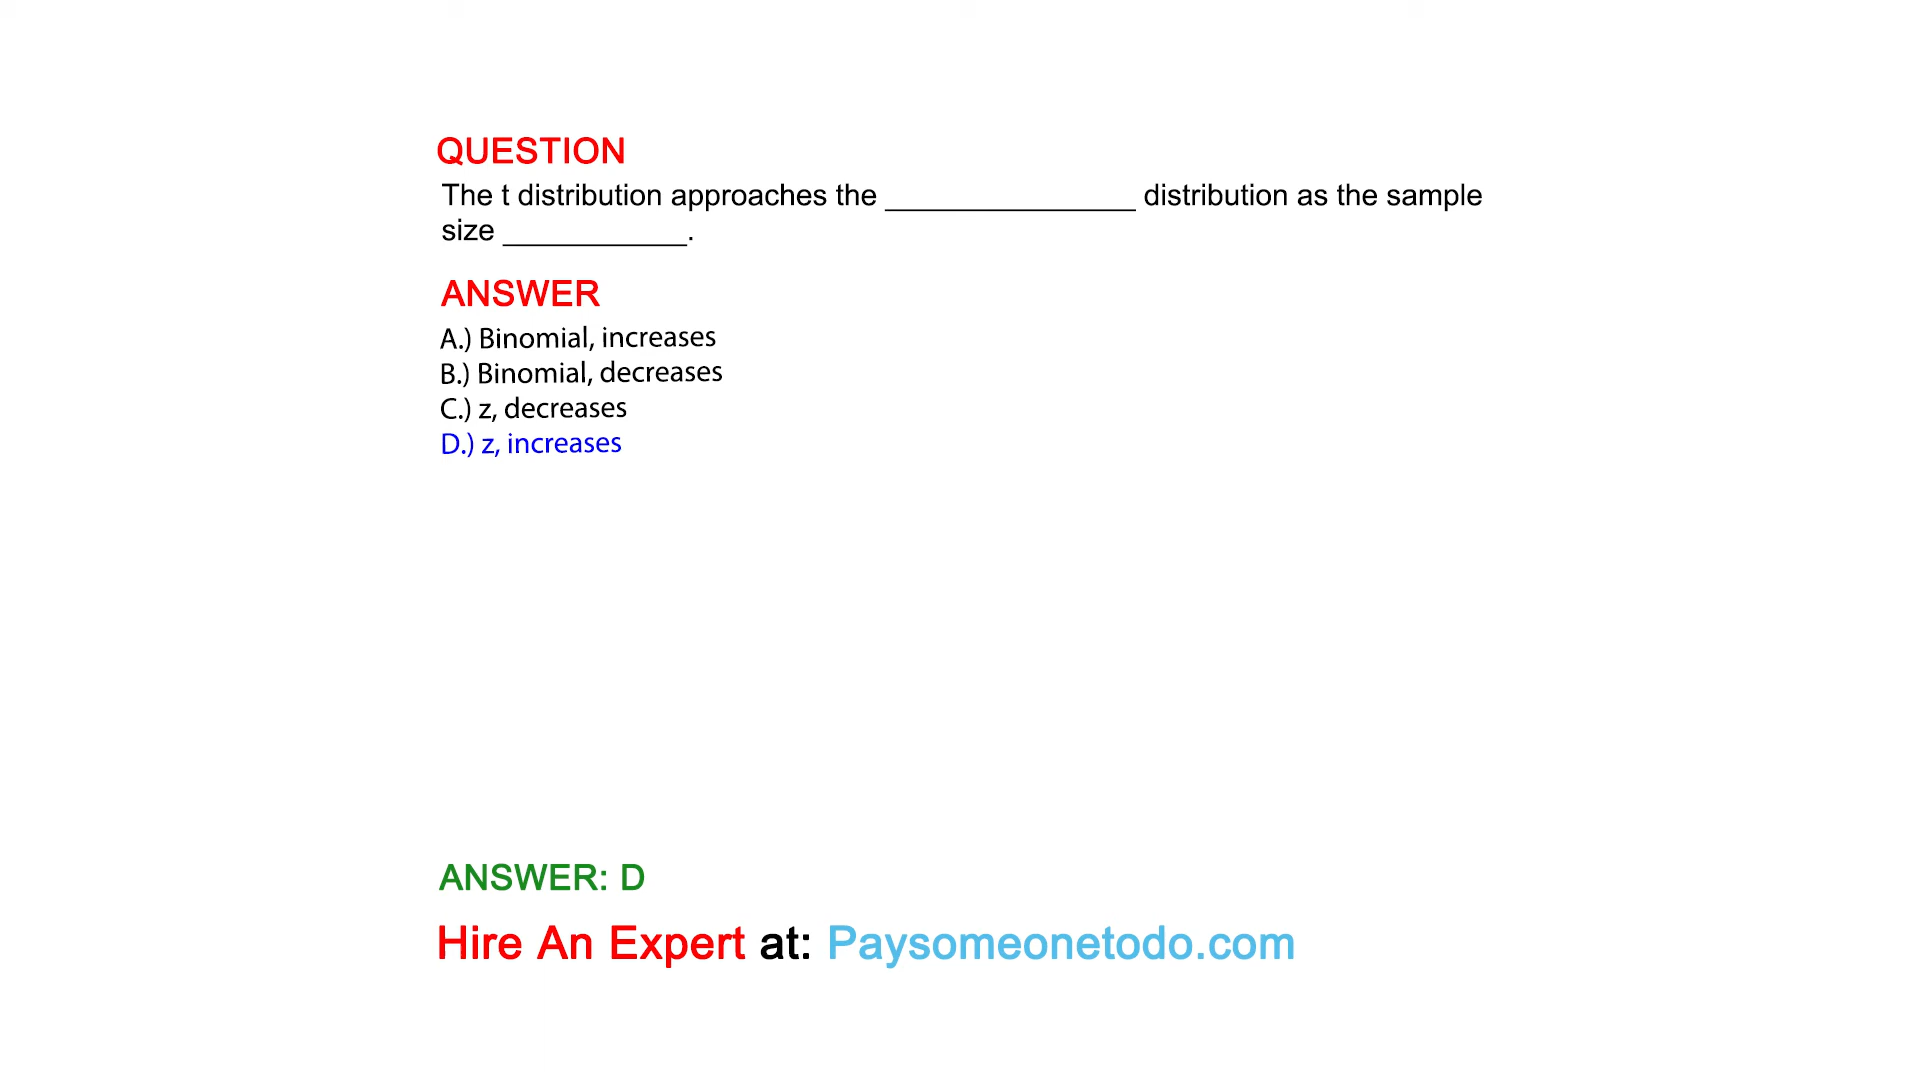 QUESTION
The t distribution approaches the _______________ distribution as the sample
size ___________.
ANSWER
A.) Binomial, increases
B.) Binomial, decreases
C.) z, decreases
D.) z, increases
ANSWER: D
Hire An Expert at: Paysomeonetodo.com